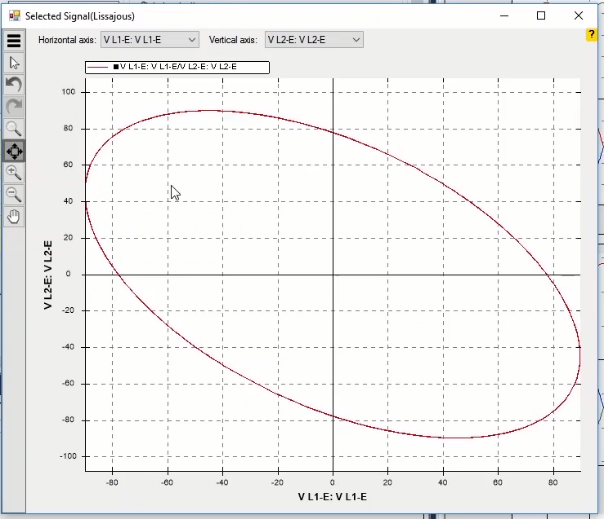 Selected Signal(Lissajous)
Horizontal axis: V L1-E: V L1-E Vertical axis: V L2-E: V L2-E
?
V L1-E: V L1-E/V L2-E: V L2-E
100
80
60
40
20
0
-20
-40
-60
-80
-100
V L2-E: V L2-E
-80 -60 -40 -20 0 20 40 60 80
V L1-E: V L1-E